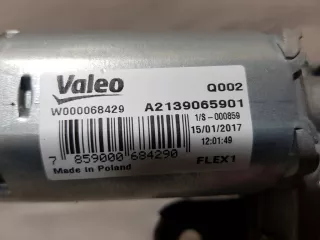 Valeo Q002
W000068429 A2139065901
1/S - 000859
15/01/2017
12:01:49
7 859000 684290 FLEX1
Made in Poland